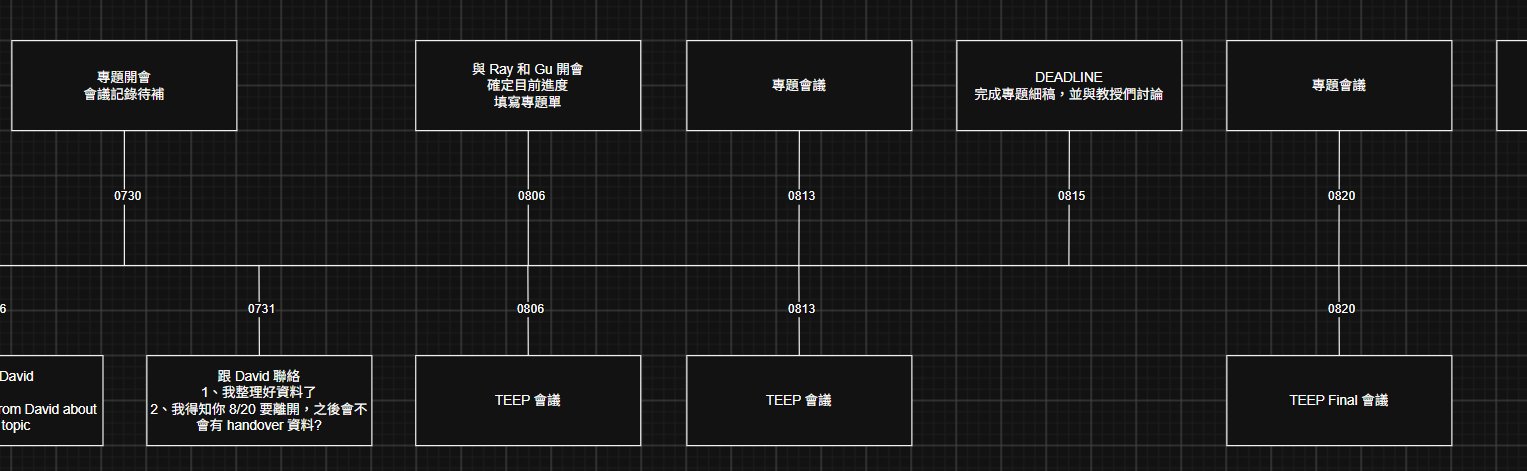 專題開會
會議記錄待補
與 Ray 和 Gu 開會
確定目前進度
填寫專題單
專題會議
DEADLINE
完成專題細稿，並與教授們討論
專題會議
0730
0806
0813
0815
0820
6
0731
0806
0813
0820
David
rom David about
topic
跟 David 聯絡
1、我整理好資料了
2、我得知你 8/20 要離開，之後會不
會有 handover 資料?
TEEP 會議
TEEP 會議
TEEP Final 會議